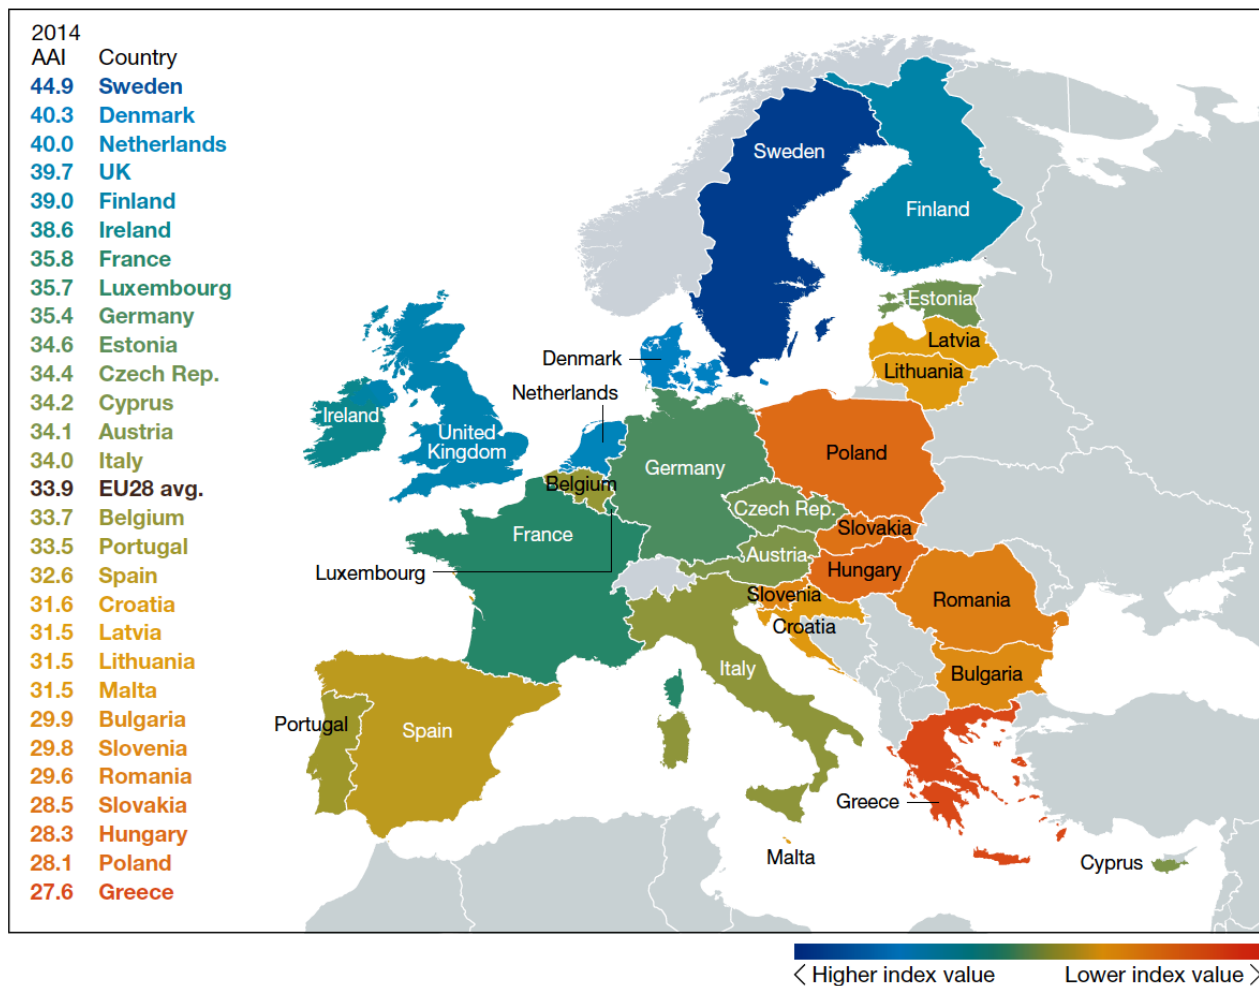 2014
AAI Country
44.9 Sweden
40.3 Denmark
40.0 Netherlands
39.7 UK
39.0 Finland
38.6 Ireland
35.8 France
35.7 Luxembourg
35.4 Germany
34.6 Estonia
34.4 Czech Rep.
34.2 Cyprus
34.1 Austria
34.0 Italy
33.9 EU28 avg.
33.7 Belgium
33.5 Portugal
32.6 Spain
31.6 Croatia
31.5 Latvia
31.5 Lithuania
31.5 Malta
29.9 Bulgaria
29.8 Slovenia
29.6 Romania
28.5 Slovakia
28.3 Hungary
28.1 Poland
27.6 Greece
Sweden
Finland
Estonia
Latvia
Lithuania
Denmark
Netherlands
Ireland
United
Kingdom
Belgium
Germany
Poland
Czech Rep.
Slovakia
France
Austria
Luxembourg
Hungary
Slovenia
Romania
Croatia
Italy
Bulgaria
Portugal
Spain
Greece
Malta
Cyprus
< Higher index value
Lower index value >